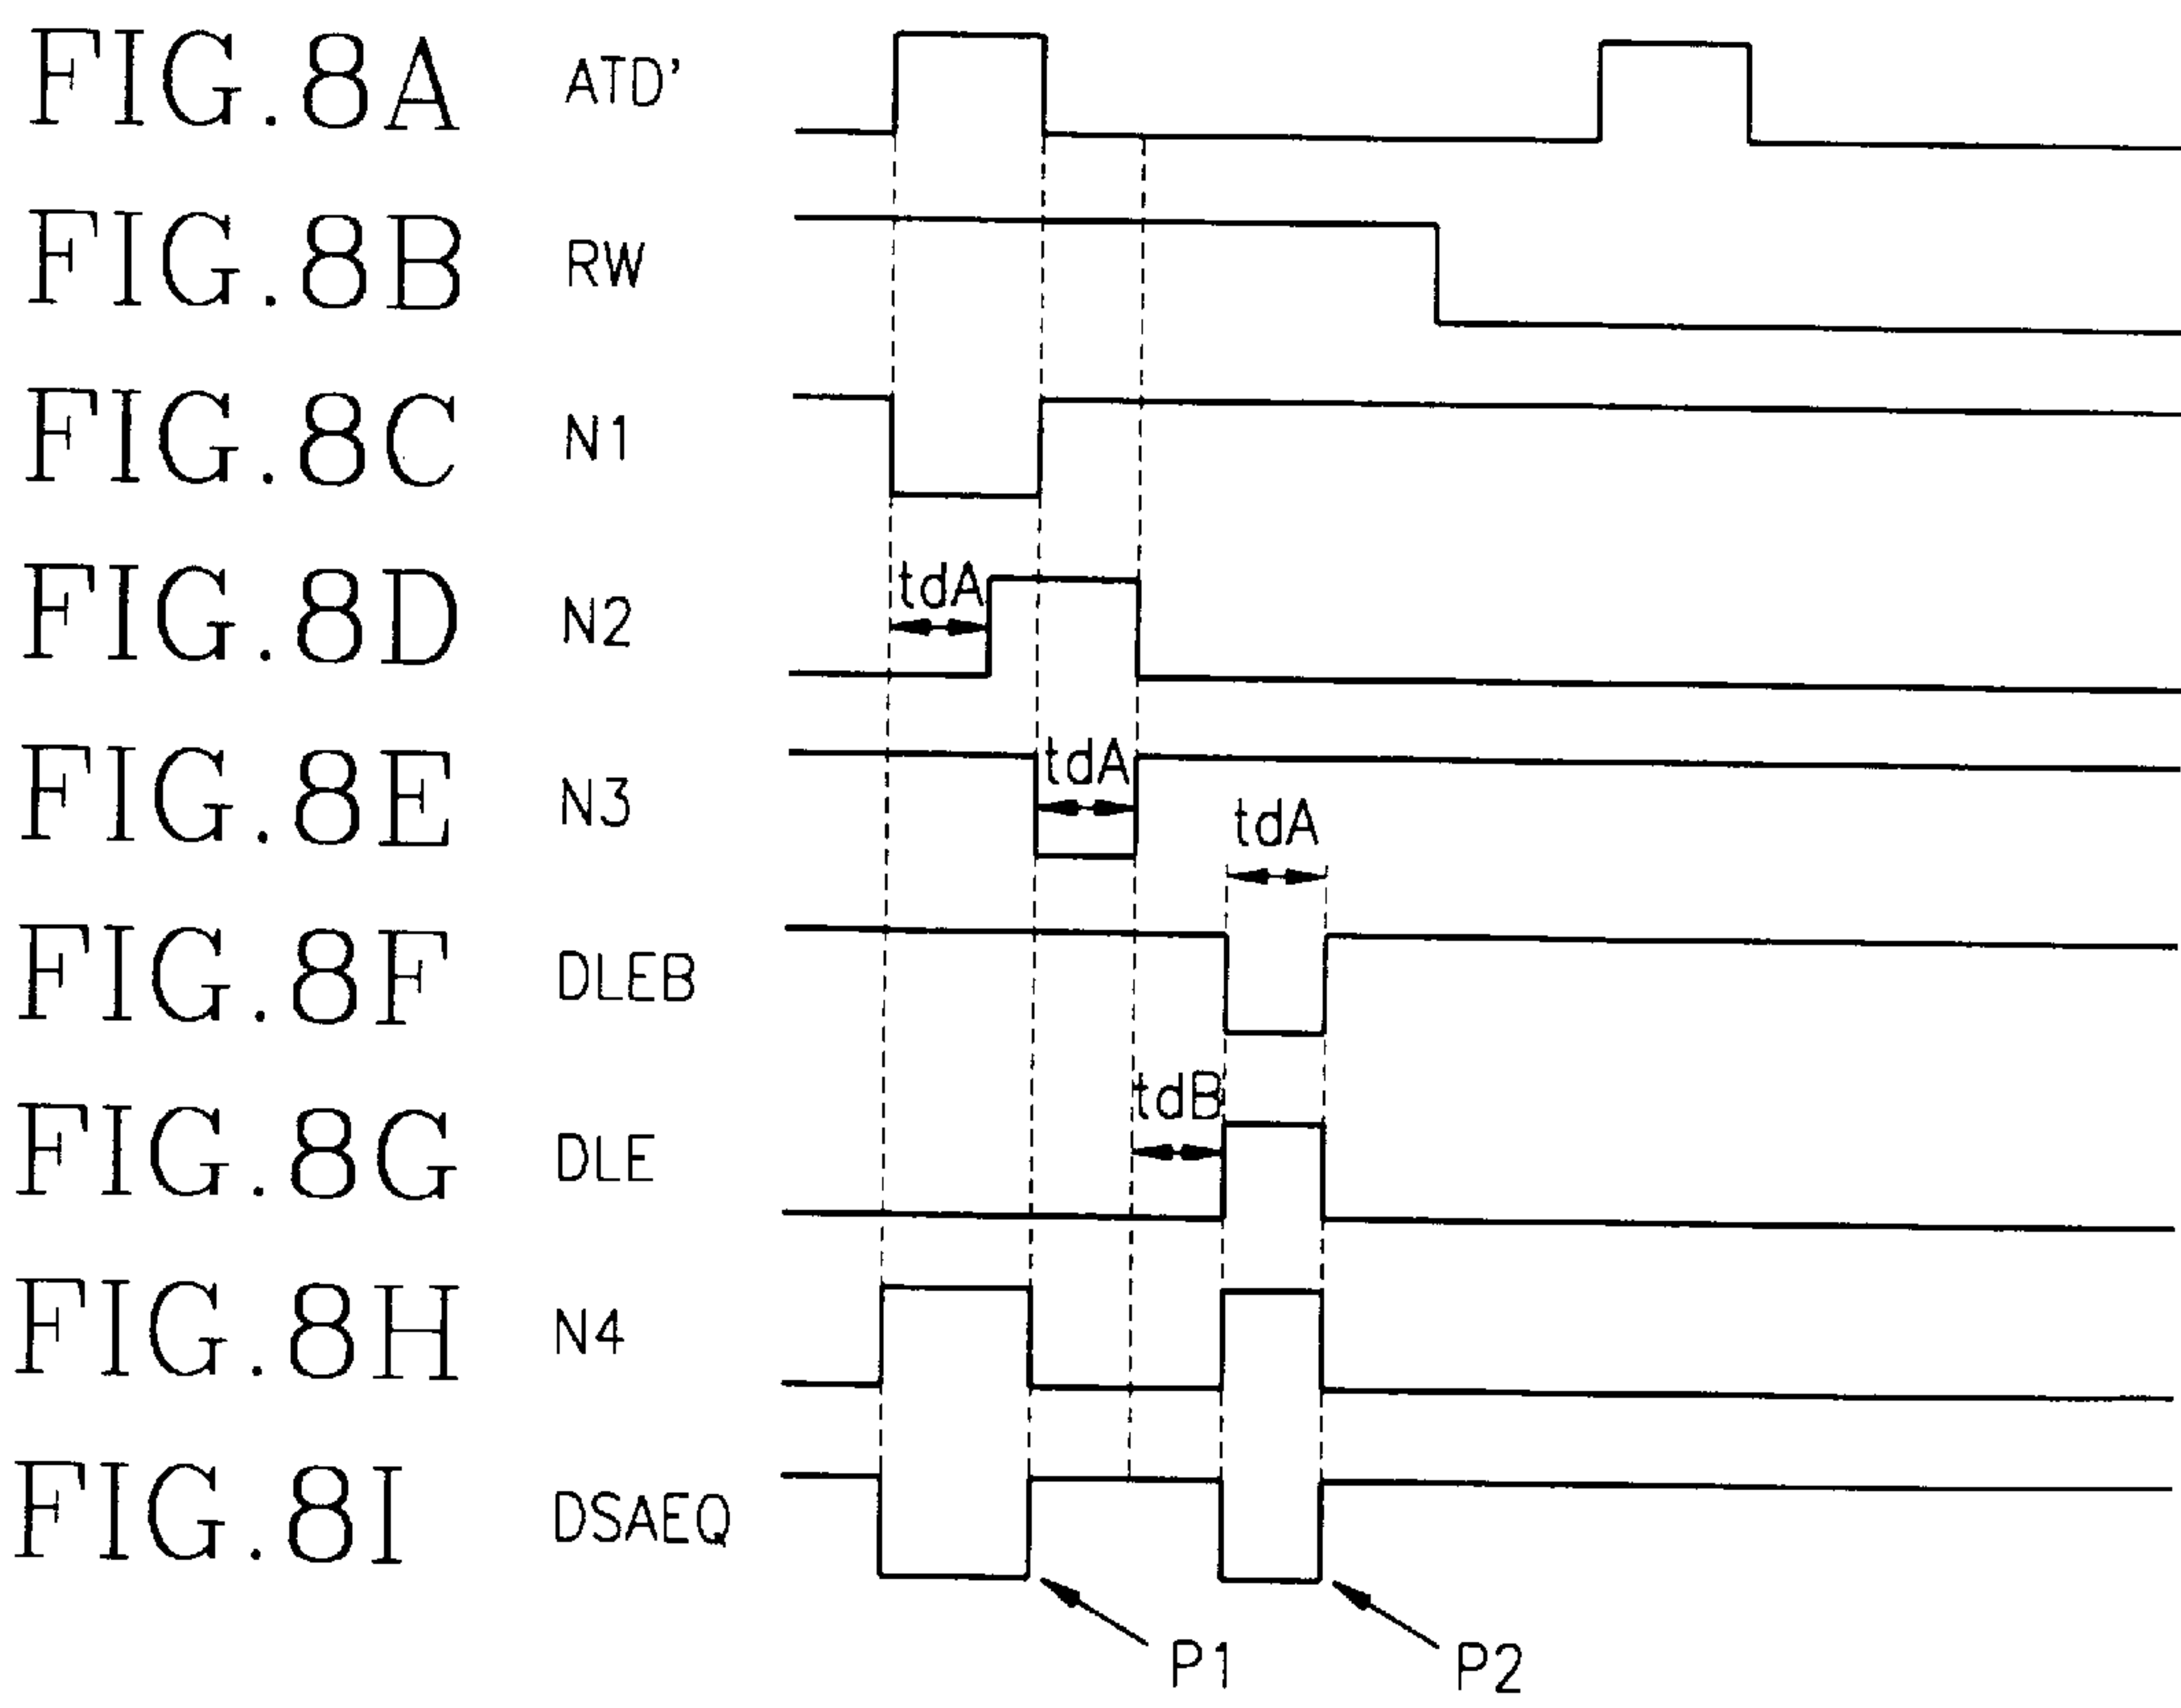 FIG.8A ATD'
FIG.8B RW
FIG.8C N1
FIG.8D N2 tdA
FIG.8E N3 tdA
tdA
FIG.8F DLEB
FIG.8G DLE tdB
FIG.8H N4
FIG.8I DSAEQ
P1 P2